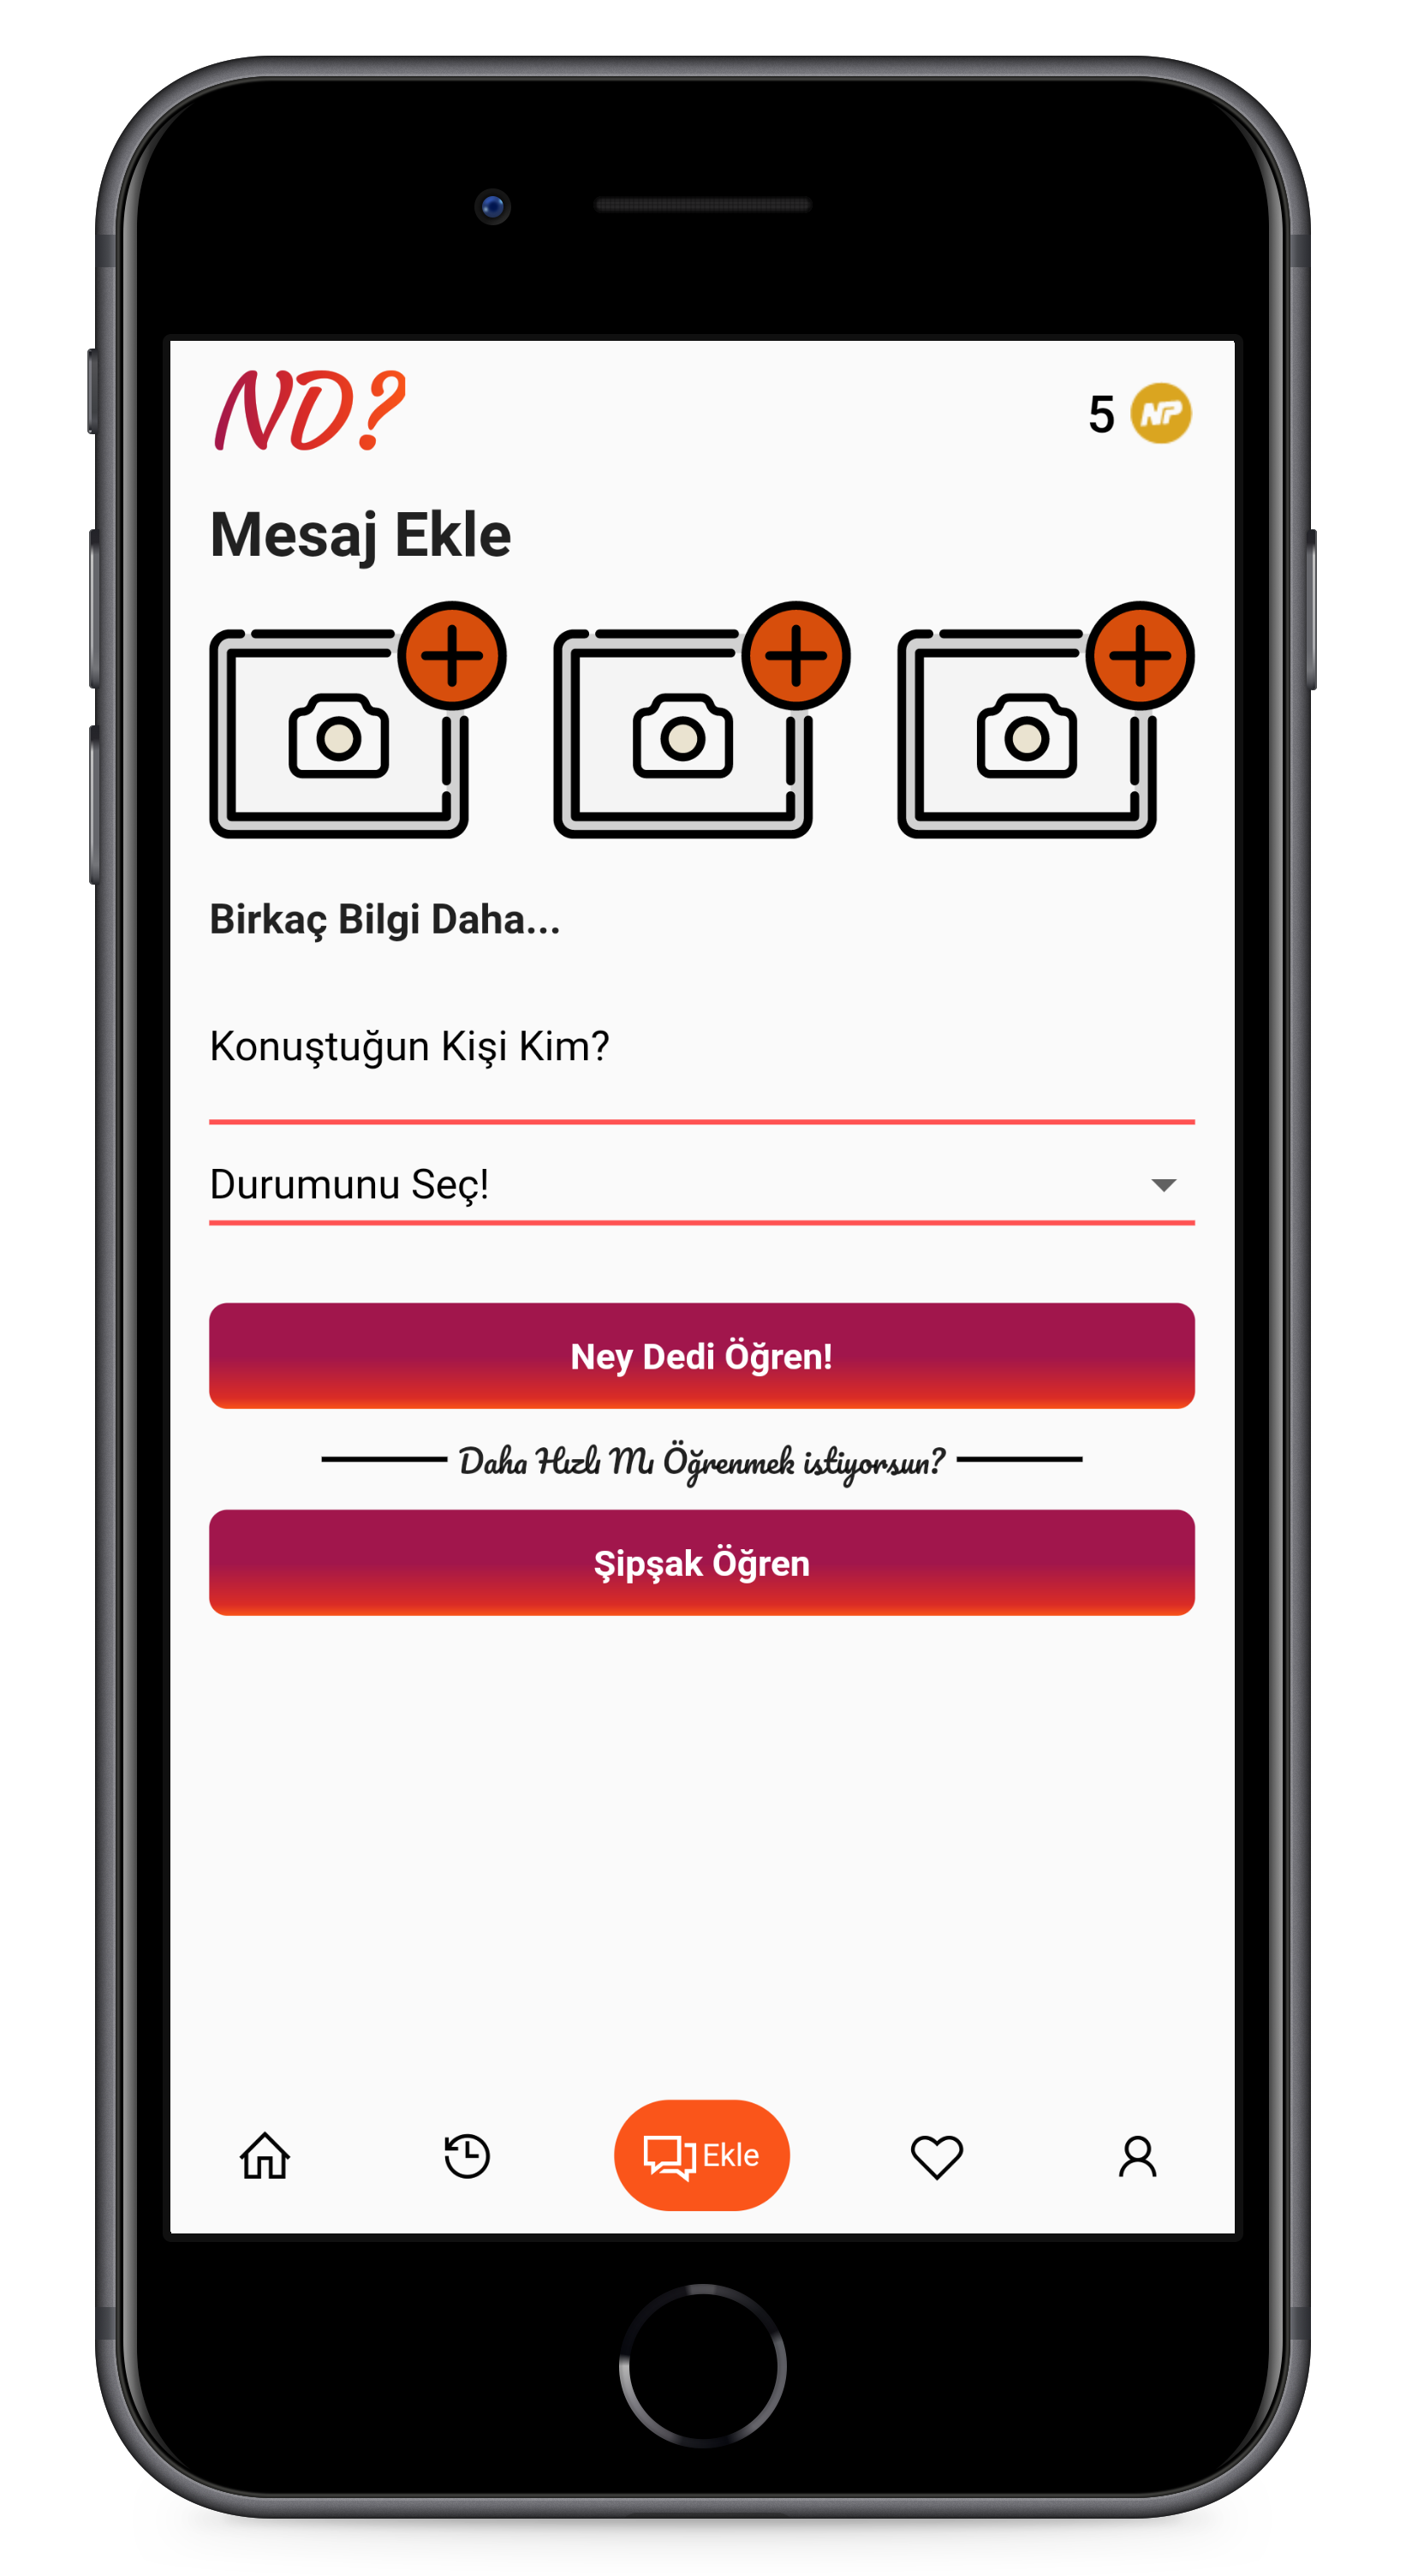 ND?
5 NP
Mesaj Ekle
Birkaç Bilgi Daha...
Konuştuğun Kişi Kim?
Durumunu Seç!
Ney Dedi Öğren!
Daha Hızlı Mı Öğrenmek istiyorsun?
Şipşak Öğren
Ekle